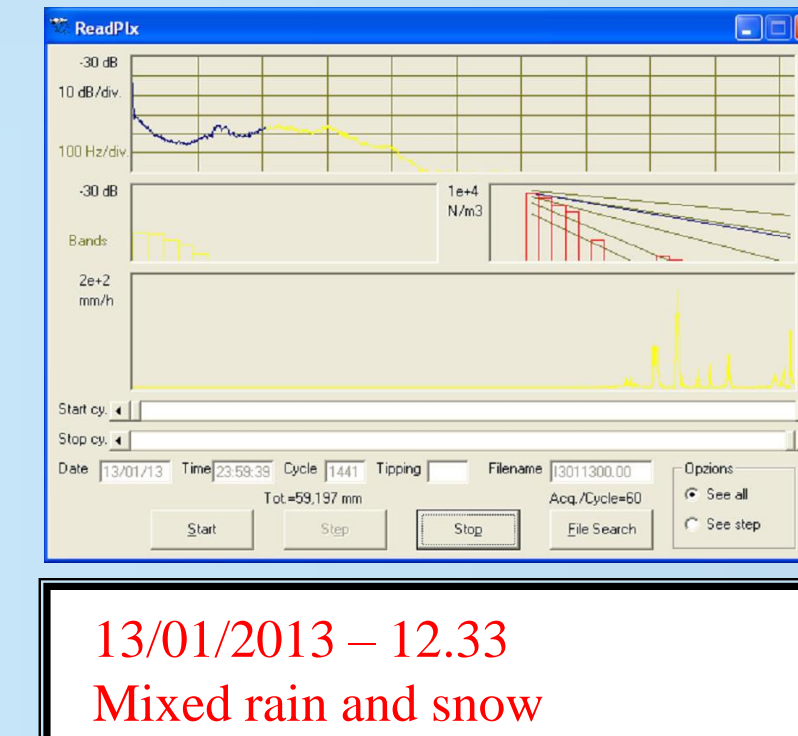 ReadPlx
-30 dB
10 dB/div.
100 Hz/div.
-30 dB
Bands
1e+4
N/m3
2e+2
mm/h
Start cy.
Stop cy.
Date 13/01/13 Time 23:59:39 Cycle 1441 Tipping Filename I3011300.00
Tot.=59,197 mm Acq./Cycle=60
Start Step Stop File Search
Opzions
See all
See step
13/01/2013 – 12.33
Mixed rain and snow